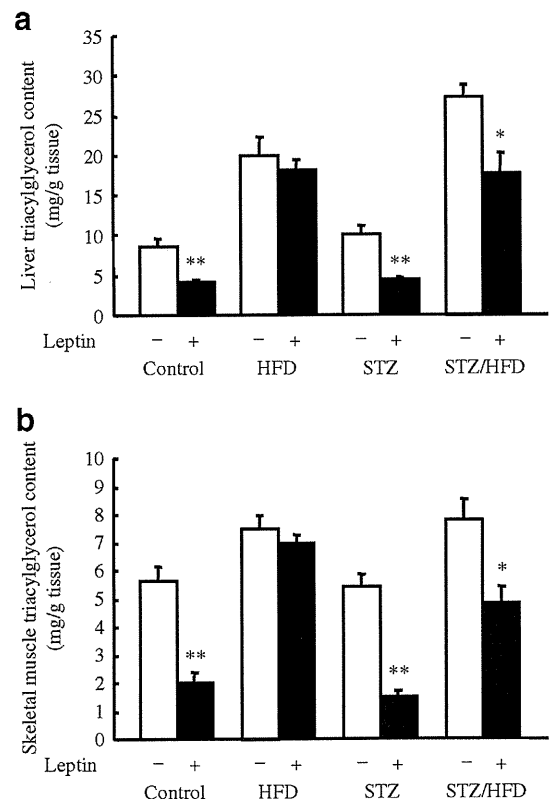 a
Liver triacylglycerol content
(mg/g tissue)
35
30
25
20
15
10
5
0
** ** *
Leptin − + − + − + − +
Control HFD STZ STZ/HFD
b
Skeletal muscle triacylglycerol content
(mg/g tissue)
10
9
8
7
6
5
4
3
2
1
0
** ** *
Leptin − + − + − + − +
Control HFD STZ STZ/HFD